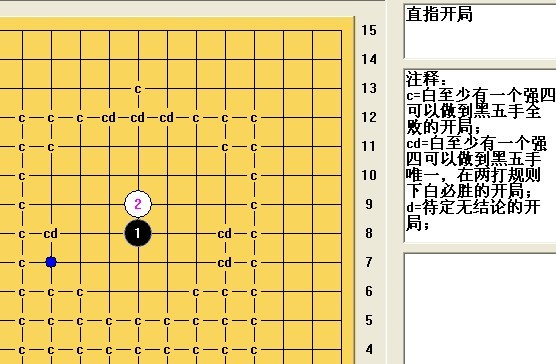 15
14
13 c
c c c cd cd cd c c c 12
c c c c 11
c c 10
c 2 c 9
c cd 1 cd c 8
c cd c 7
c c c c c c 6
c c c c c c c c c 5
c c c c c c c c c 4
直指开局
注释：
c=白至少有一个强四
可以做到黑五手全
败的开局；
cd=白至少有一个强
四可以做到黑五手
唯一，在两打规则
下白必胜的开局；
d=待定无结论的开
局；